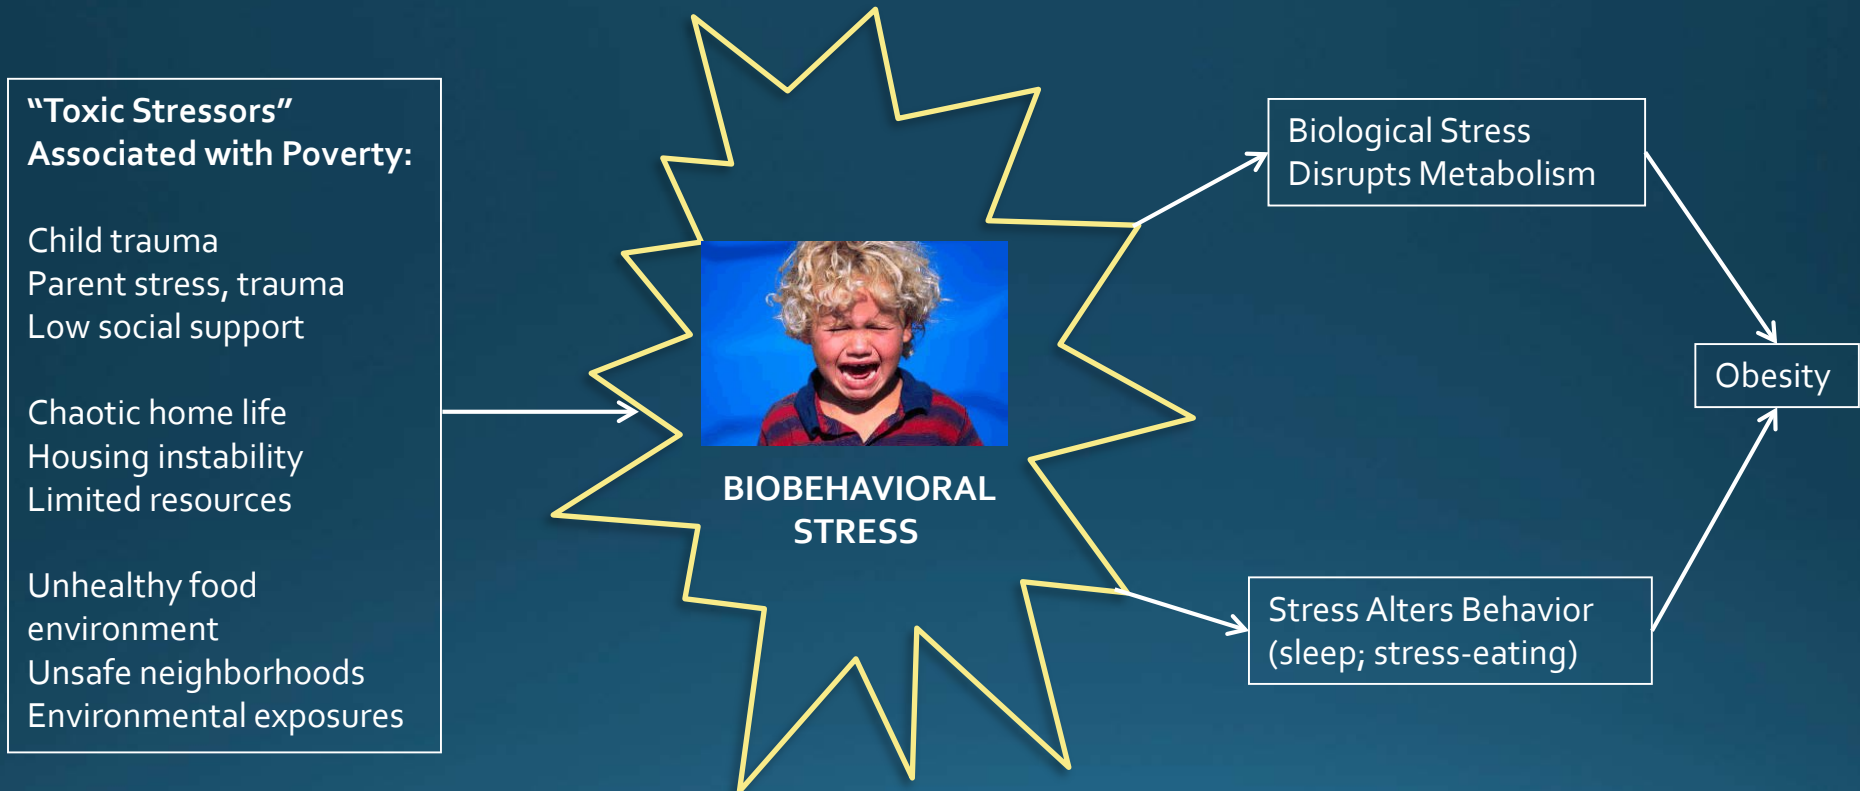 “Toxic Stressors”
Associated with Poverty:
Child trauma
Parent stress, trauma
Low social support
Chaotic home life
Housing instability
Limited resources
Unhealthy food
environment
Unsafe neighborhoods
Environmental exposures
BIOBEHAVIORAL
STRESS
Biological Stress
Disrupts Metabolism
Stress Alters Behavior
(sleep; stress-eating)
Obesity